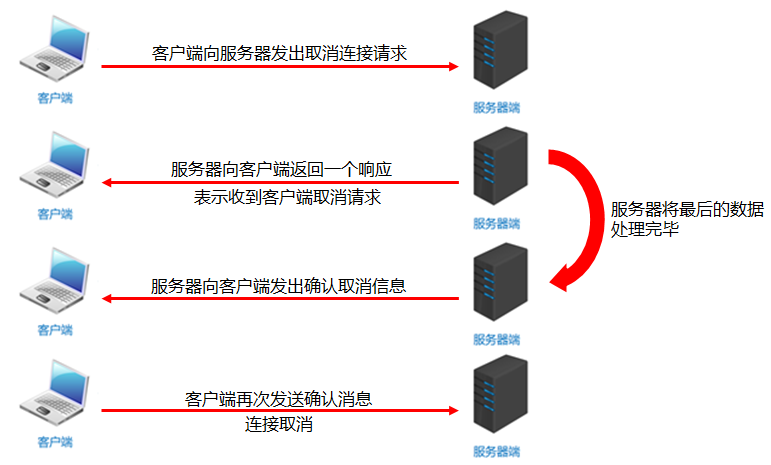 客户端向服务器发出取消连接请求
客户端
服务器端
服务器向客户端返回一个响应
表示收到客户端取消请求
客户端
服务器端
服务器将最后的数据
处理完毕
服务器向客户端发出确认取消信息
客户端
服务器端
客户端再次发送确认消息
连接取消
客户端
服务器端